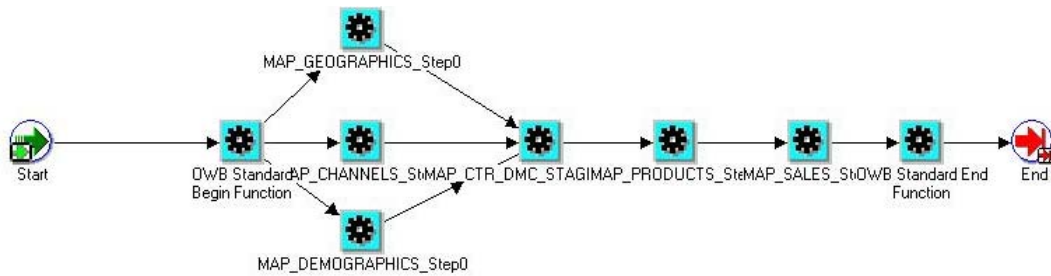 MAP_GEOGRAPHICS_Step0
Start
OWB Standard
Begin Function
AP_CHANNELS_St
MAP_CTR_DMC_STAGI
MAP_PRODUCTS_Ste
MAP_SALES_St
OWB Standard End
Function
End
MAP_DEMOGRAPHICS_Step0